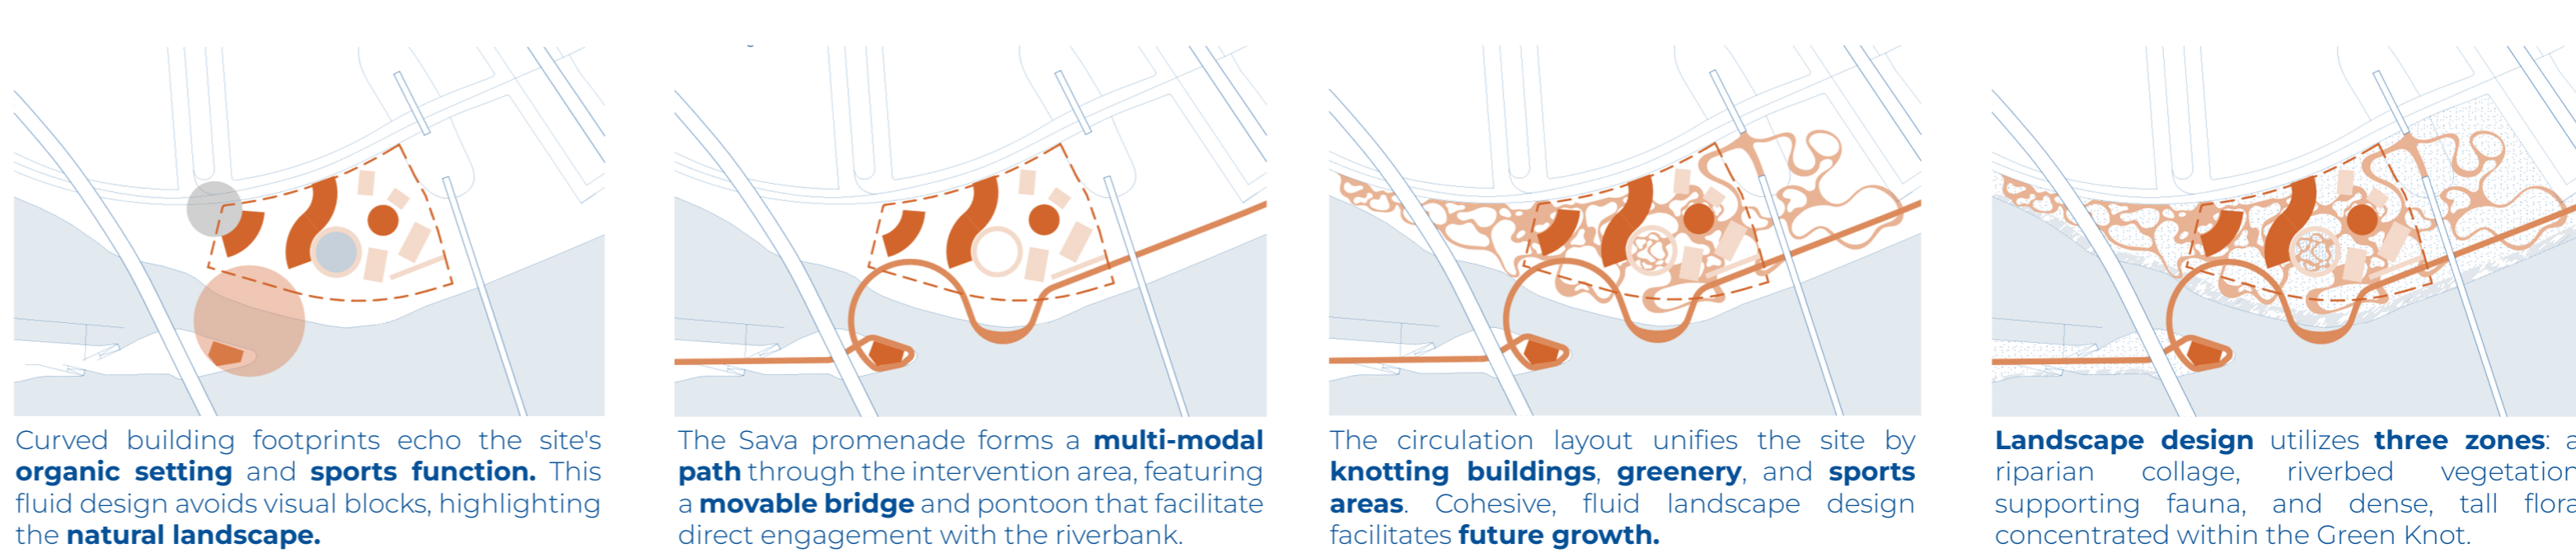 Curved building footprints echo the site's
organic setting and sports function. This
fluid design avoids visual blocks, highlighting
the natural landscape.
The Sava promenade forms a multi-modal
path through the intervention area, featuring
a movable bridge and pontoon that facilitate
direct engagement with the riverbank.
The circulation layout unifies the site by
knotting buildings, greenery, and sports
areas. Cohesive, fluid landscape design
facilitates future growth.
Landscape design utilizes three zones: a
riparian collage, riverbed vegetation
supporting fauna, and dense, tall flora
concentrated within the Green Knot.